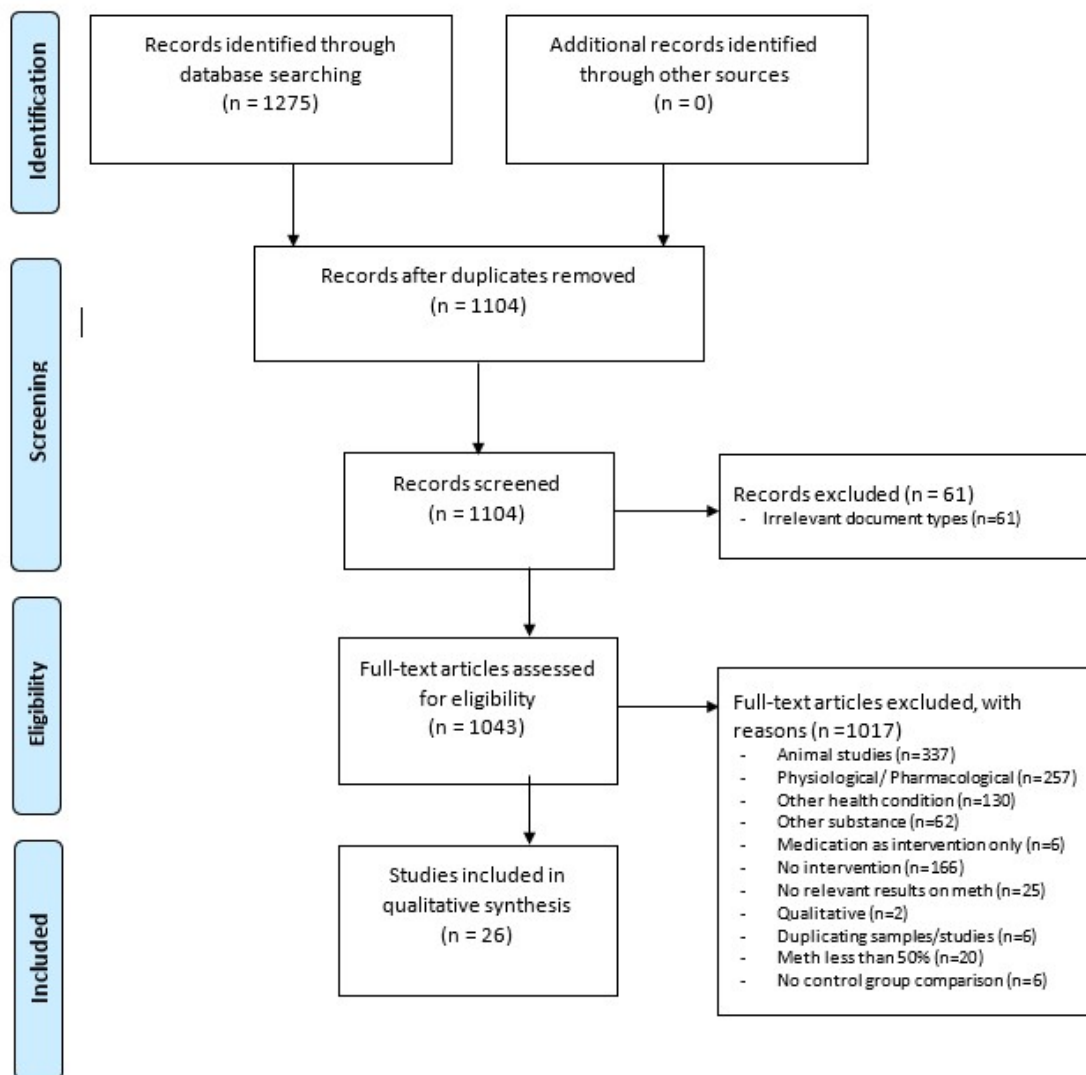 Identification
Records identified through
database searching
(n = 1275)
Additional records identified
through other sources
(n = 0)
Screening
Records after duplicates removed
(n = 1104)
Records screened
(n = 1104)
Records excluded (n = 61)
- Irrelevant document types (n=61)
Eligibility
Full-text articles assessed
for eligibility
(n = 1043)
Full-text articles excluded, with
reasons (n =1017)
- Animal studies (n=337)
- Physiological/ Pharmacological (n=257)
- Other health condition (n=130)
- Other substance (n=62)
- Medication as intervention only (n=6)
- No intervention (n=166)
- No relevant results on meth (n=25)
- Qualitative (n=2)
- Duplicating samples/studies (n=6)
- Meth less than 50% (n=20)
- No control group comparison (n=6)
Included
Studies included in
qualitative synthesis
(n = 26)